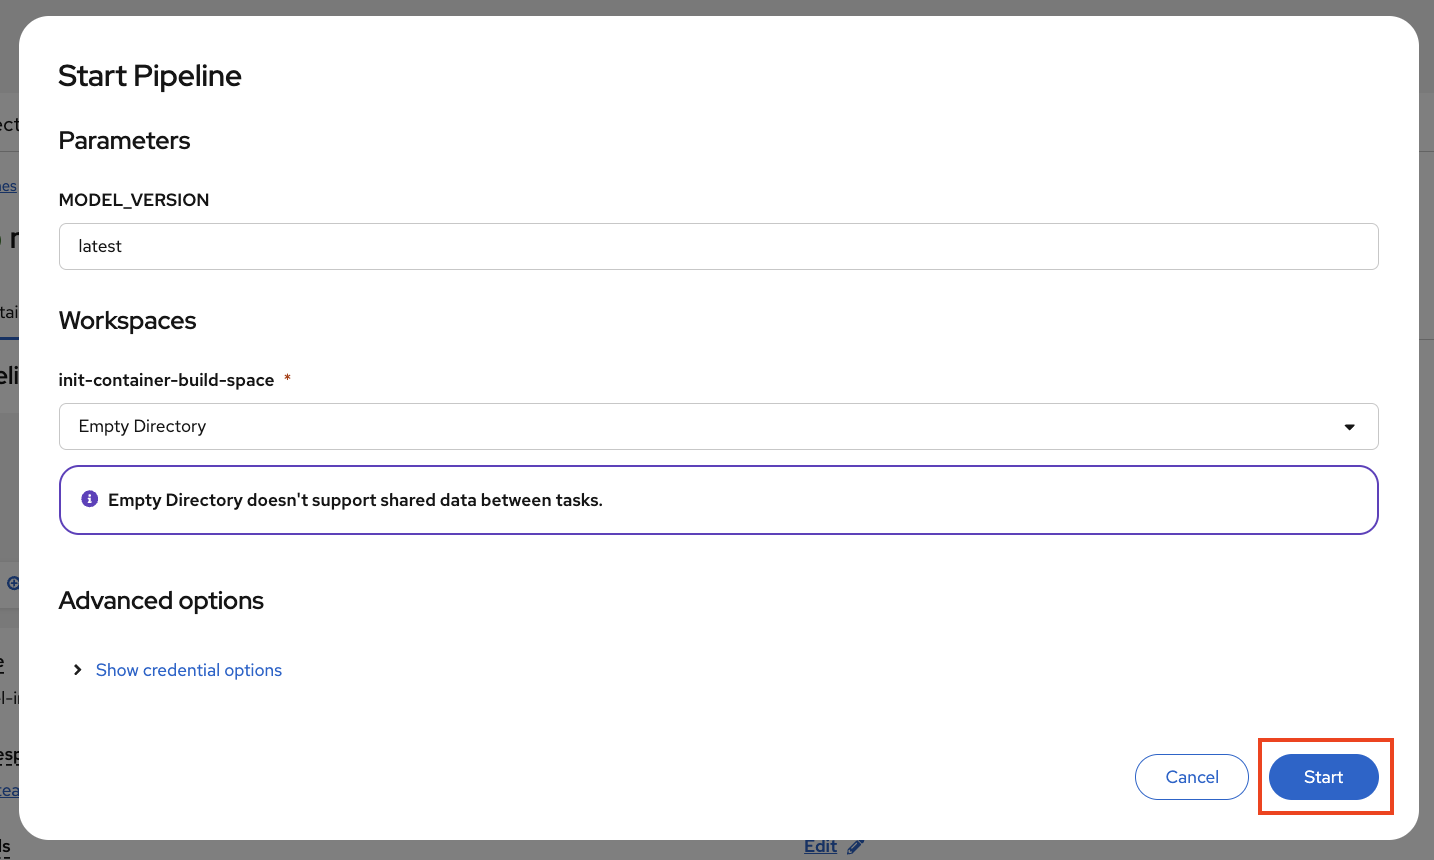 Start Pipeline
Parameters
MODEL_VERSION
latest
Workspaces
init-container-build-space *
Empty Directory
Empty Directory doesn't support shared data between tasks.
Advanced options
Show credential options
Cancel
Start
Edit